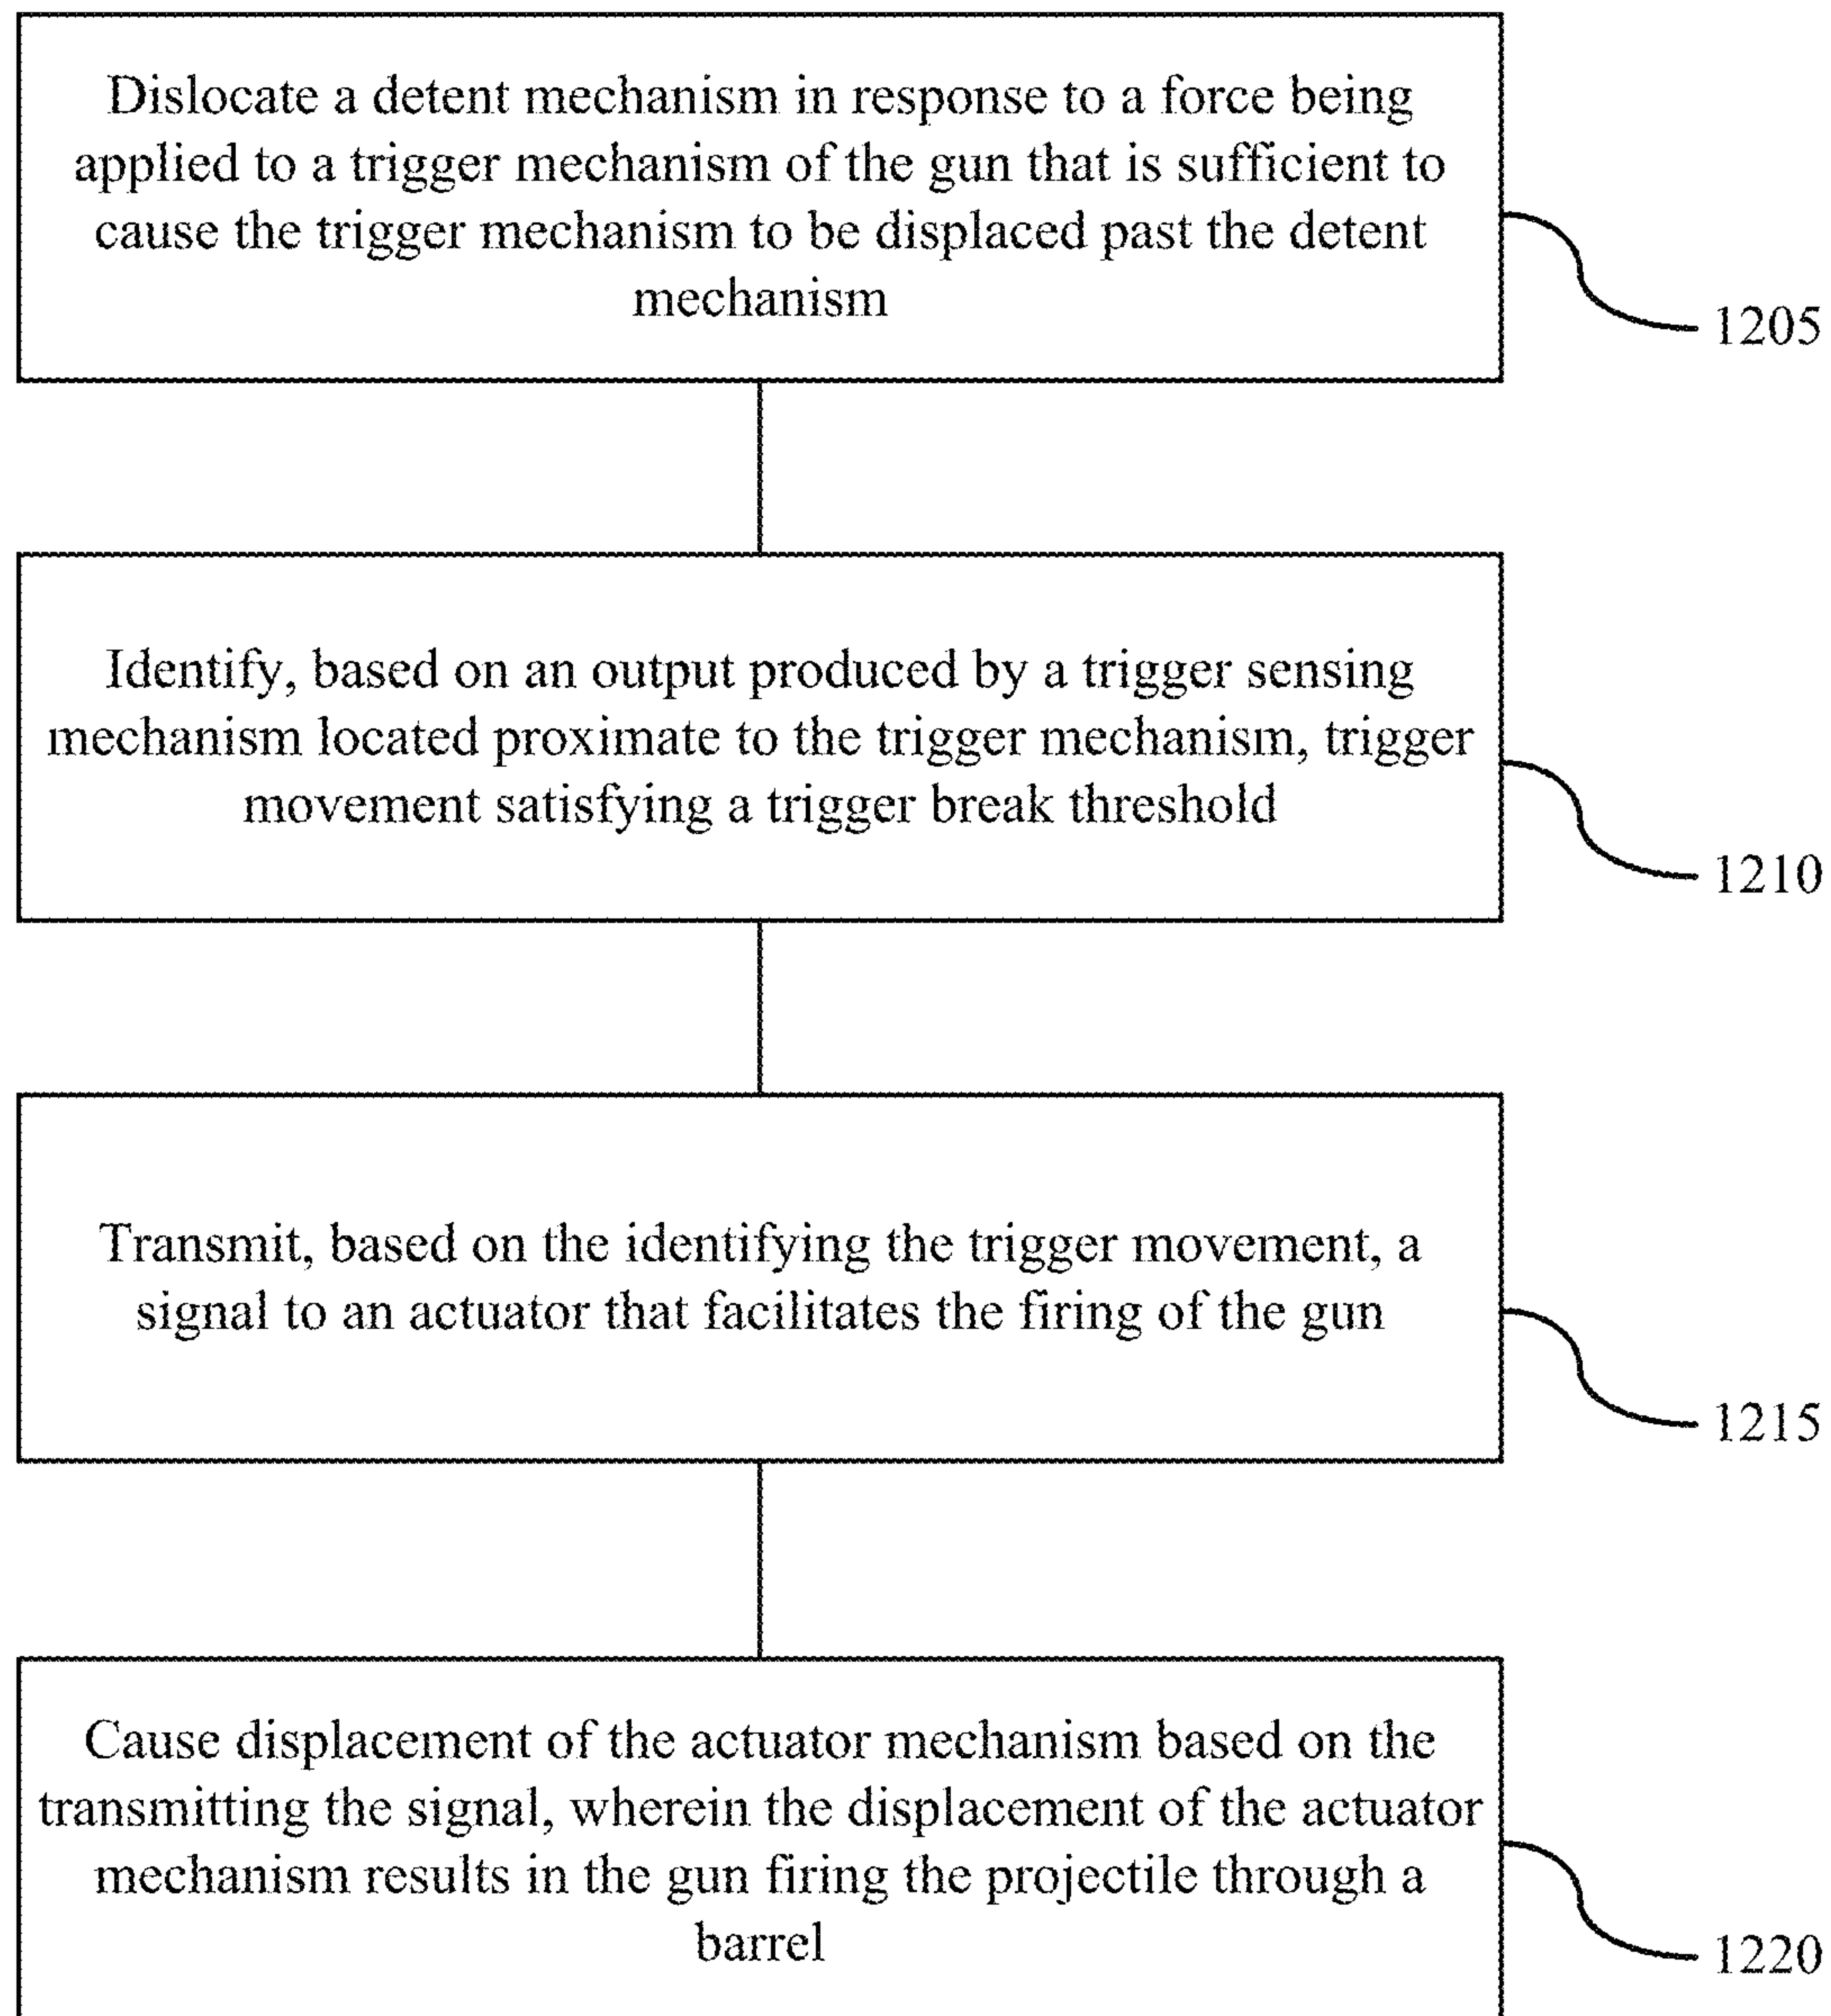 Dislocate a detent mechanism in response to a force being
applied to a trigger mechanism of the gun that is sufficient to
cause the trigger mechanism to be displaced past the detent
mechanism
1205
Identify, based on an output produced by a trigger sensing
mechanism located proximate to the trigger mechanism, trigger
movement satisfying a trigger break threshold
1210
Transmit, based on the identifying the trigger movement, a
signal to an actuator that facilitates the firing of the gun
1215
Cause displacement of the actuator mechanism based on the
transmitting the signal, wherein the displacement of the actuator
mechanism results in the gun firing the projectile through a
barrel
1220